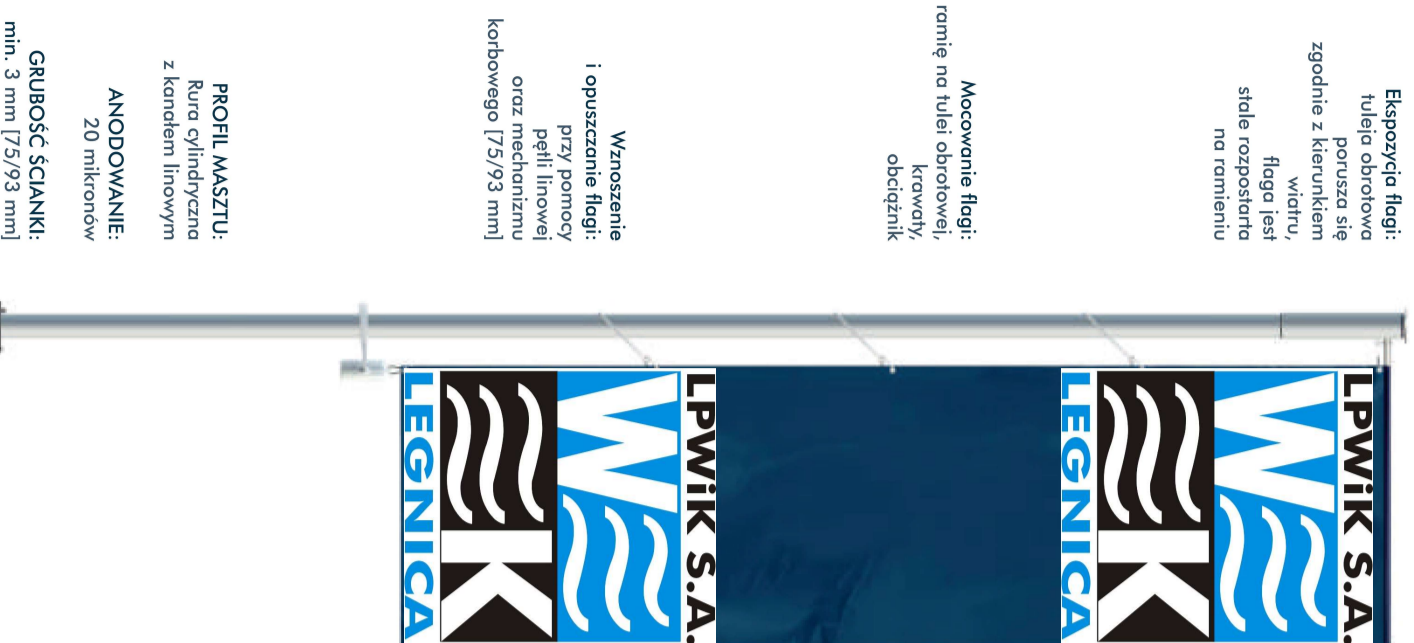 Ekspozycja flagi:
tuleja obrotowa
porusza się
zgodnie z kierunkiem
wiatru,
flaga jest
stale rozpostarta
na ramieniu
Mocowanie flagi:
ramię na tulei obrotowej,
krawaty,
obciążnik
Wznoszenie
i opuszczanie flagi:
przy pomocy
pętli linowej
oraz mechanizmu
korbowego [75/93 mm]
PROFIL MASZTU:
Rura cylindryczna
z kanałem linowym
ANODOWANIE:
20 mikronów
GRUBOŚĆ ŚCIANKI:
min. 3 mm [75/93 mm]
LPWiK S.A.
W
K
LEGNICA
LPWiK S.A.
W
K
LEGNICA